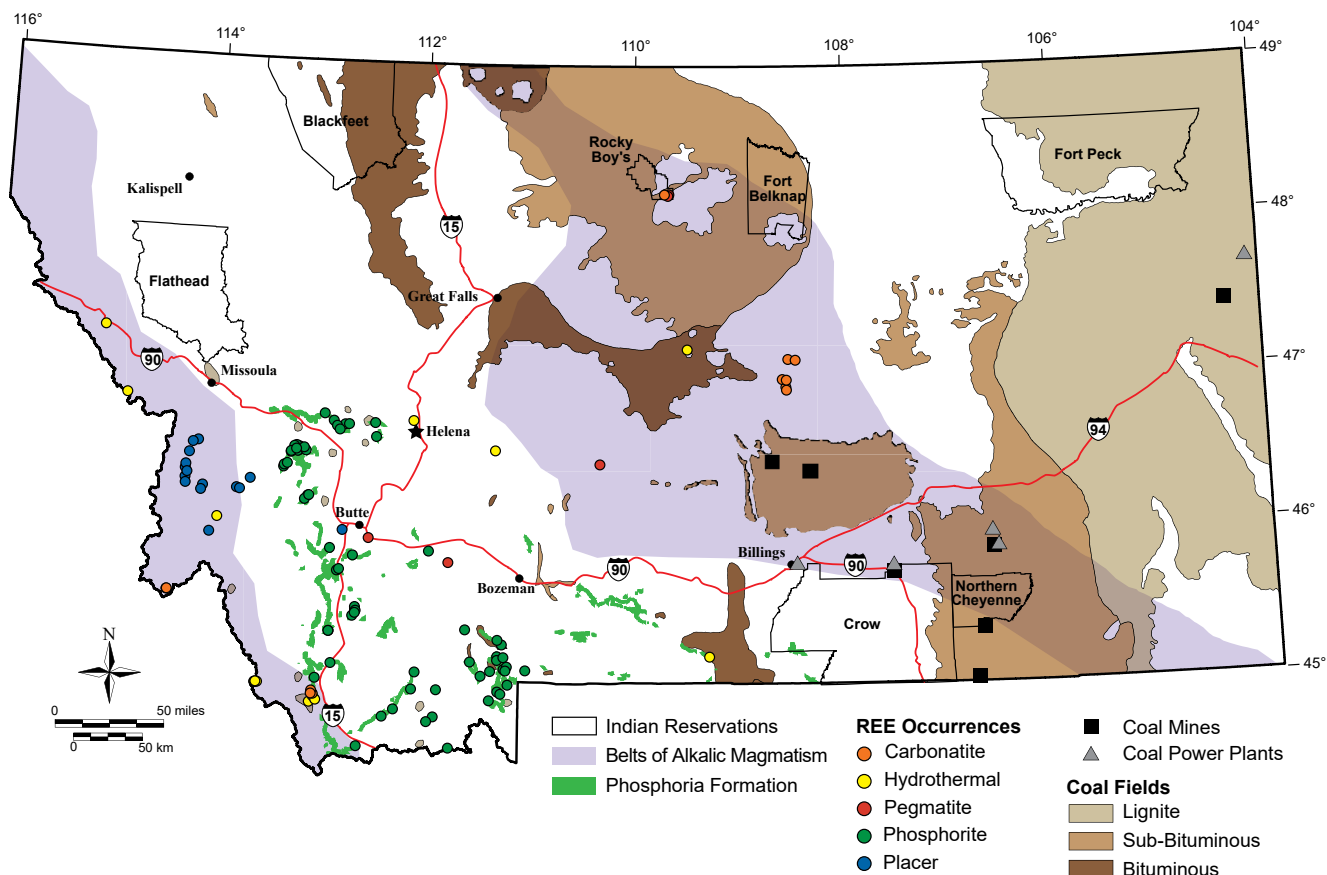 116°
114°
112°
110°
108°
106°
104°
49°
Blackfeet
Rocky
Boy's
Fort
Belknap
Fort Peck
Kalispell
48°
15
Flathead
Great Falls
90
Missoula
47°
94
Helena
46°
Butte
Billings
90
90
Bozeman
Northern
Cheyenne
Crow
45°
N
0
50 miles
0
50 km
15
Indian Reservations
Belts of Alkalic Magmatism
Phosphoria Formation
REE Occurrences
Carbonatite
Hydrothermal
Pegmatite
Phosphorite
Placer
Coal Mines
Coal Power Plants
Coal Fields
Lignite
Sub-Bituminous
Bituminous